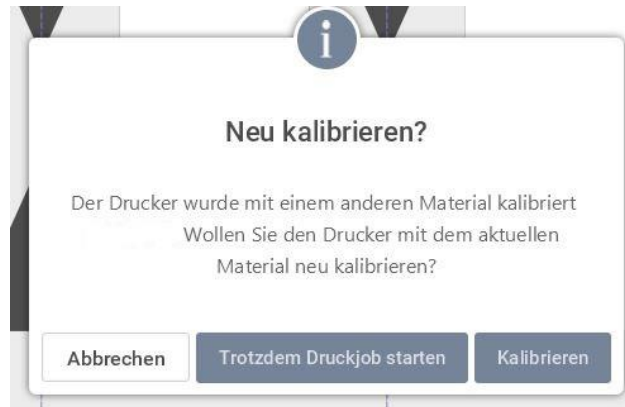 i
Neu kalibrieren?
Der Drucker wurde mit einem anderen Material kalibriert
Wollen Sie den Drucker mit dem aktuellen
Material neu kalibrieren?
Abbrechen
Trotzdem Druckjob starten
Kalibrieren